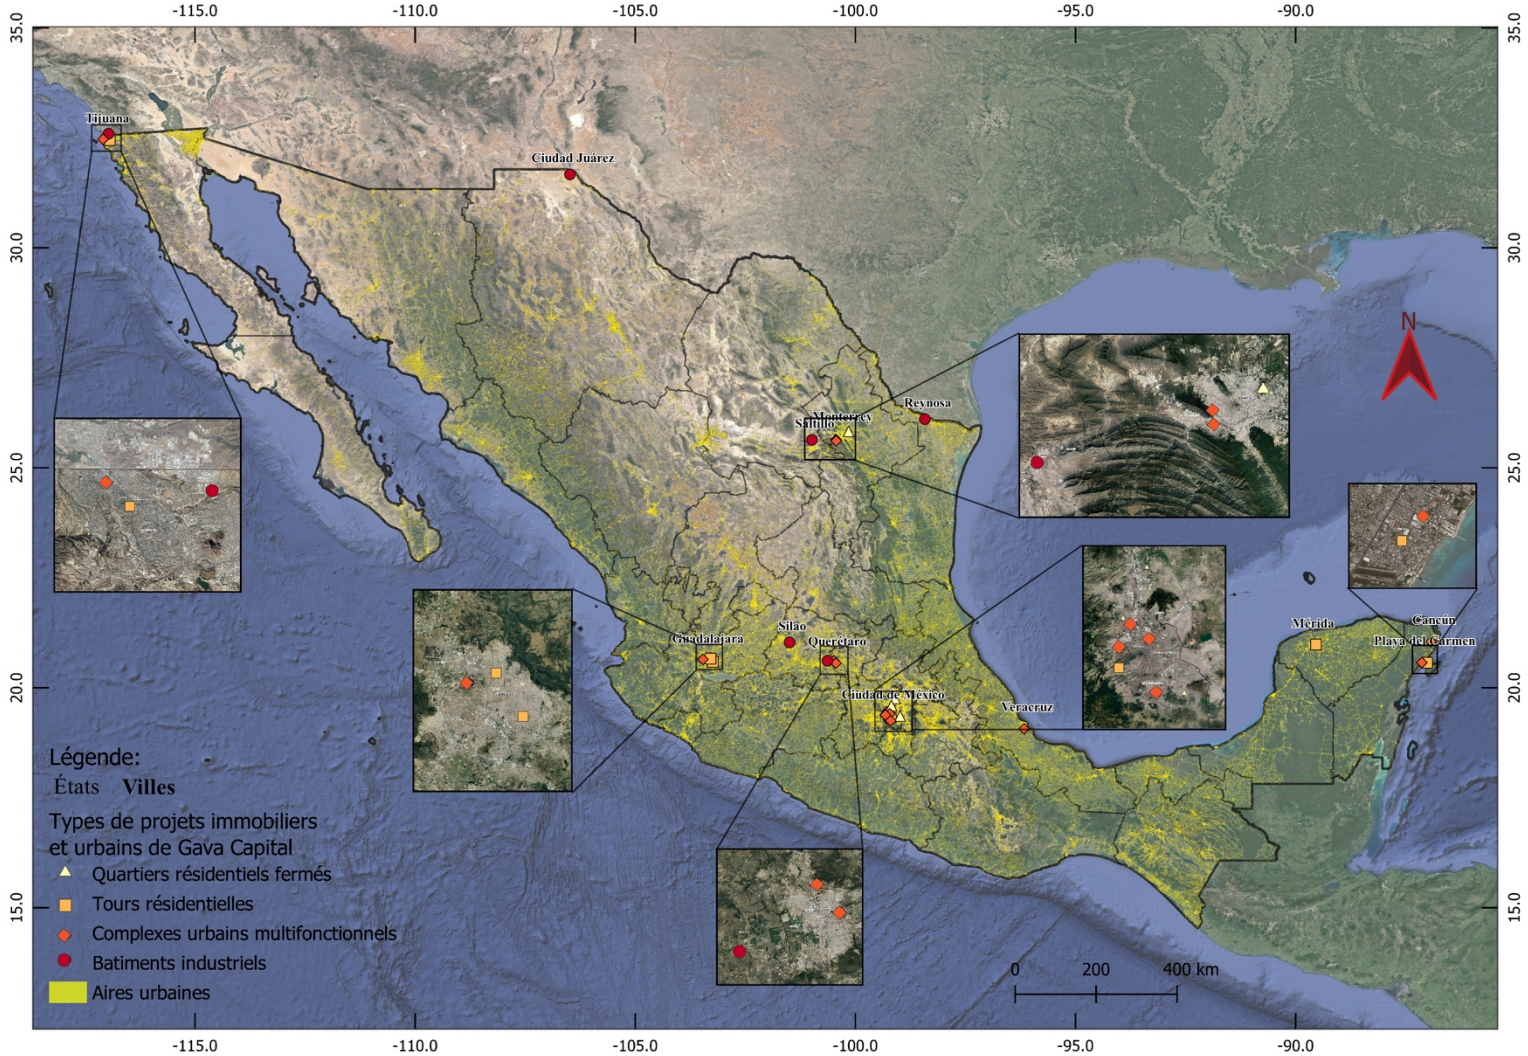 -115.0 -110.0 -105.0 -100.0 -95.0 -90.0
35.0 35.0
Tijuana
Ciudad Juárez
30.0 30.0
N
Reynosa
Monterrey
Saltillo
25.0 25.0
Silao
Mérida
Cancún
Guadalajara
Querétaro
Playa del Carmen
20.0 20.0
Ciudad de México
Veracruz
Légende:
États Villes
Types de projets immobiliers
et urbains de Gava Capital
Quartiers résidentiels fermés
Tours résidentielles
Complexes urbains multifonctionnels
Batiments industriels
Aires urbaines
15.0 15.0
0 200 400 km
-115.0 -110.0 -105.0 -100.0 -95.0 -90.0